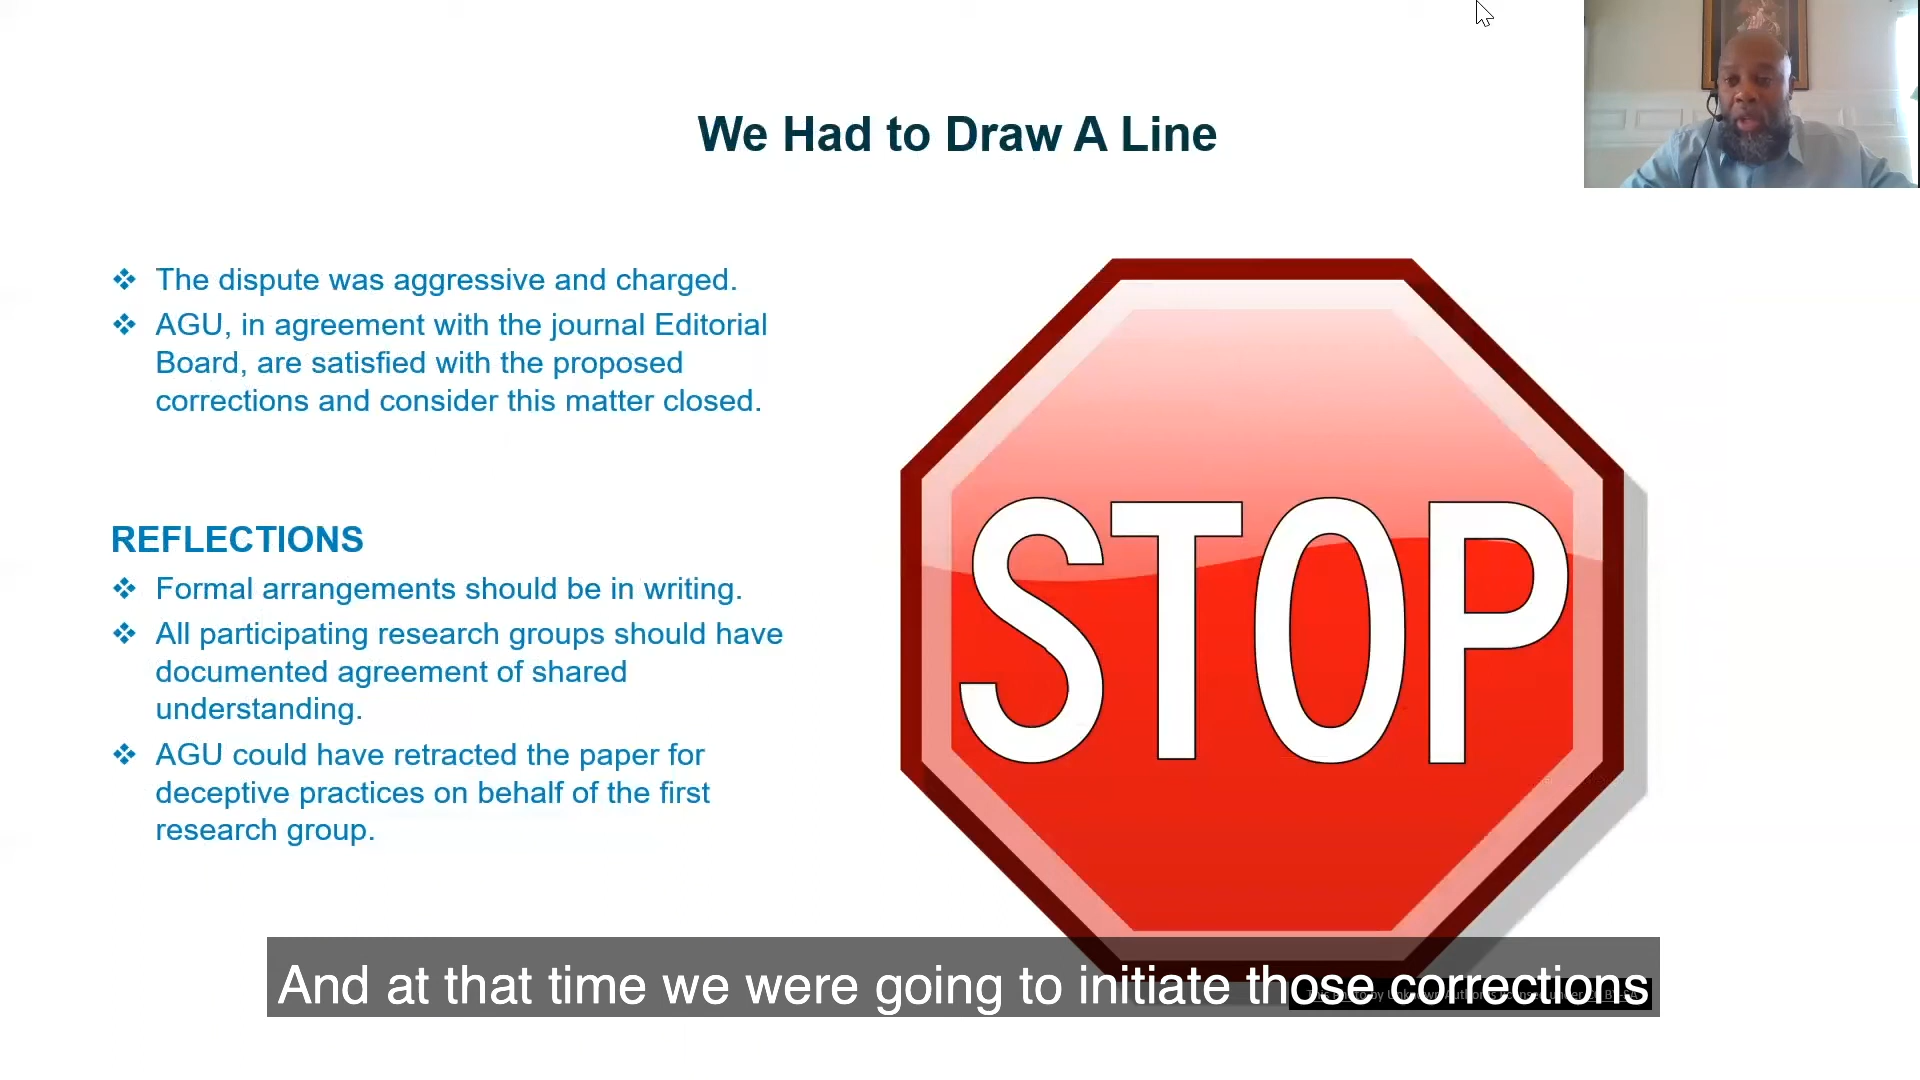 We Had to Draw A Line
❖ The dispute was aggressive and charged.
❖ AGU, in agreement with the journal Editorial
Board, are satisfied with the proposed
corrections and consider this matter closed.
REFLECTIONS
❖ Formal arrangements should be in writing.
❖ All participating research groups should have
documented agreement of shared
understanding.
❖ AGU could have retracted the paper for
deceptive practices on behalf of the first
research group.
STOP
And at that time we were going to initiate those corrections